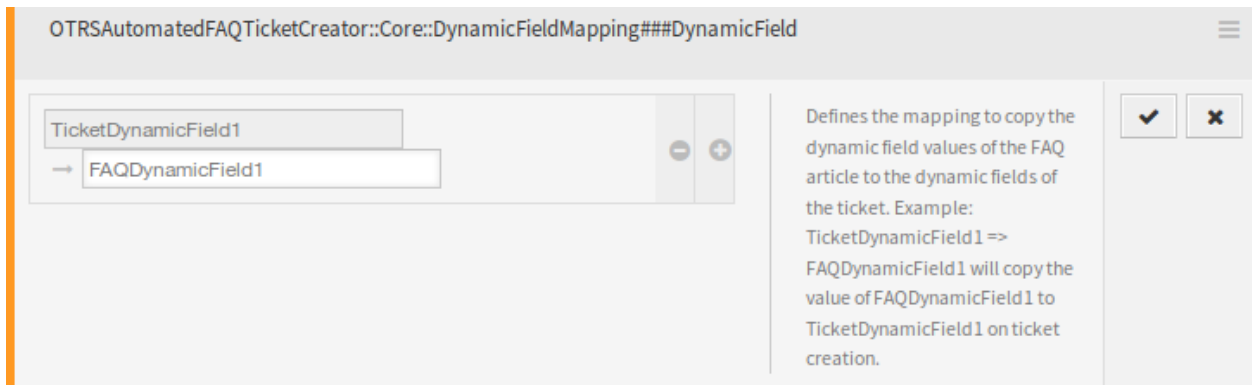 OTRSAutomatedFAQTicketCreator::Core::DynamicFieldMapping###DynamicField
TicketDynamicField1
→ FAQDynamicField1
Defines the mapping to copy the
dynamic field values of the FAQ
article to the dynamic fields of
the ticket. Example:
TicketDynamicField1 =>
FAQDynamicField1 will copy the
value of FAQDynamicField1 to
TicketDynamicField1 on ticket
creation.